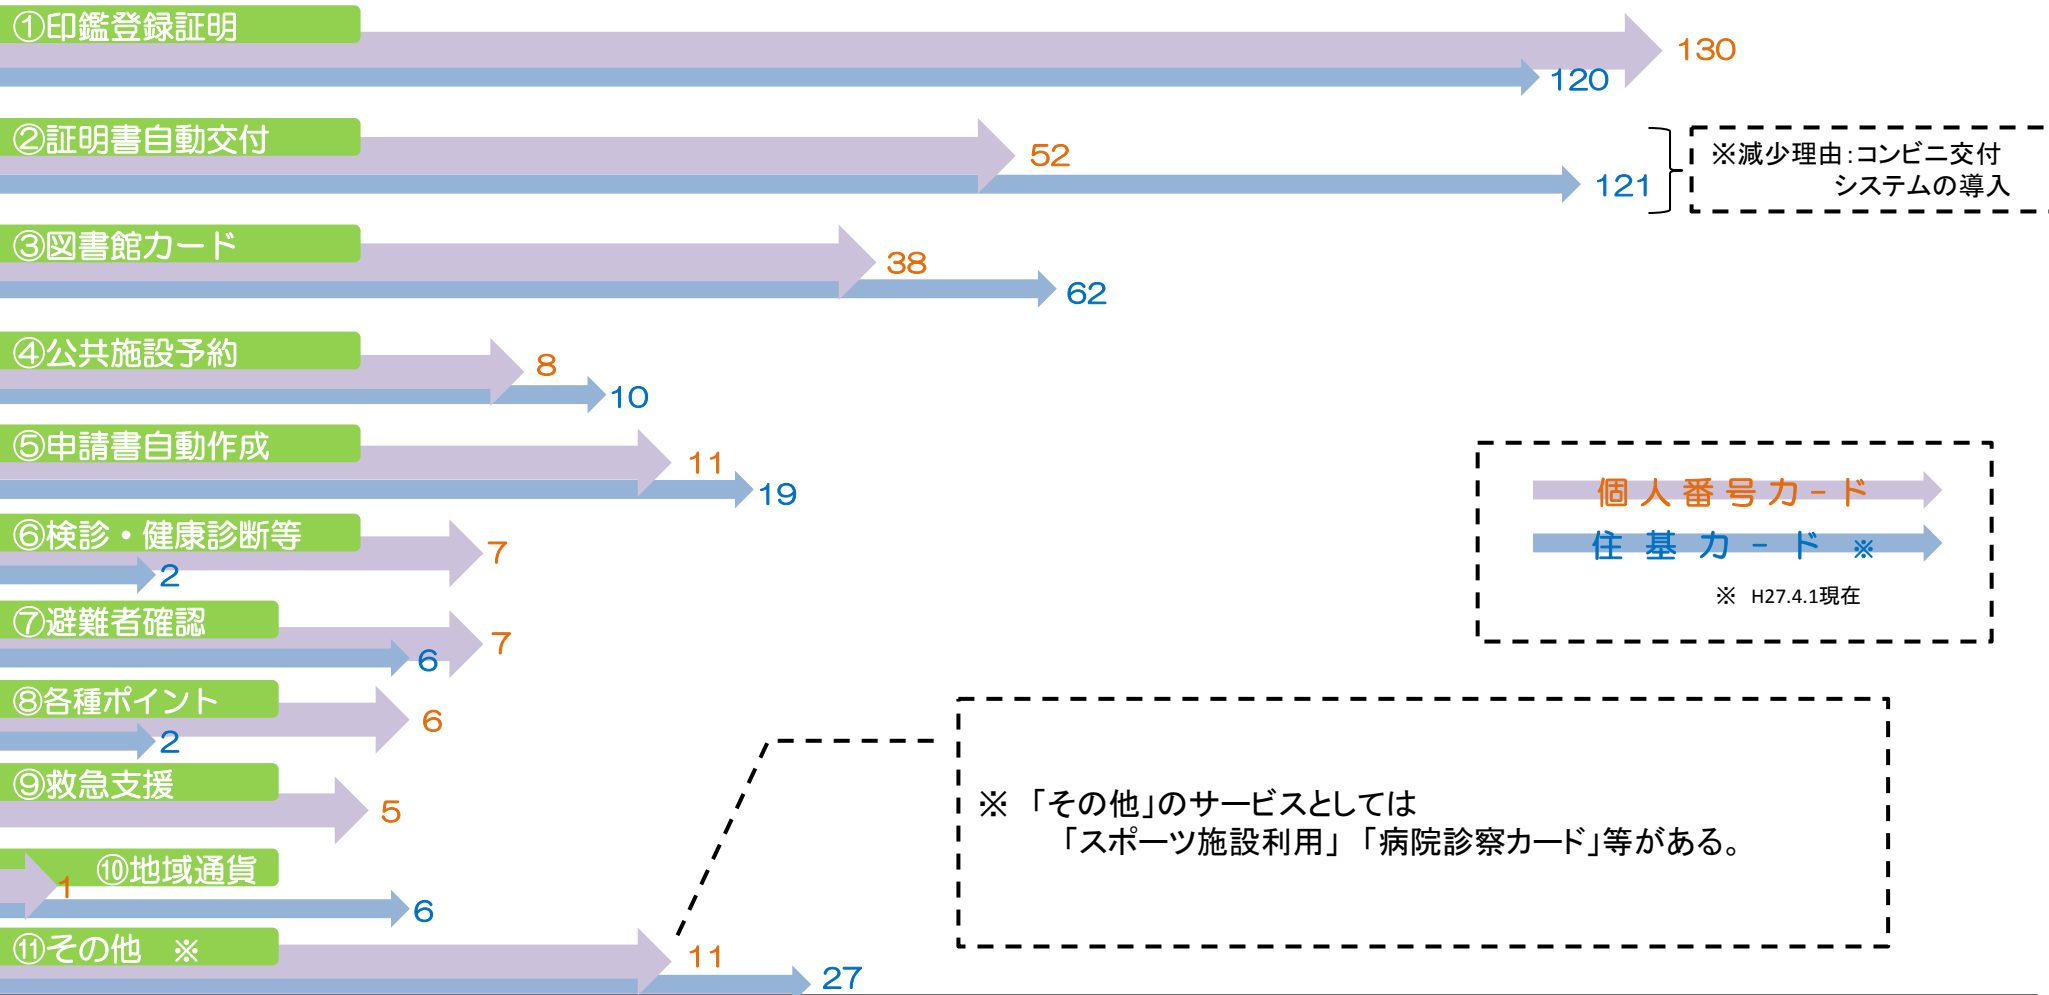 ①印鑑登録証明
130
120
②証明書自動交付
52
121
※減少理由：コンビニ交付
システムの導入
③図書館カード
38
62
④公共施設予約
8
10
⑤申請書自動作成
11
19
個人番号カード
住基カード※
※ H27.4.1現在
⑥検診・健康診断等
7
2
⑦避難者確認
7
6
⑧各種ポイント
6
2
⑨救急支援
5
※「その他」のサービスとしては
「スポーツ施設利用」「病院診察カード」等がある。
⑩地域通貨
1
6
⑪その他 ※
11
27